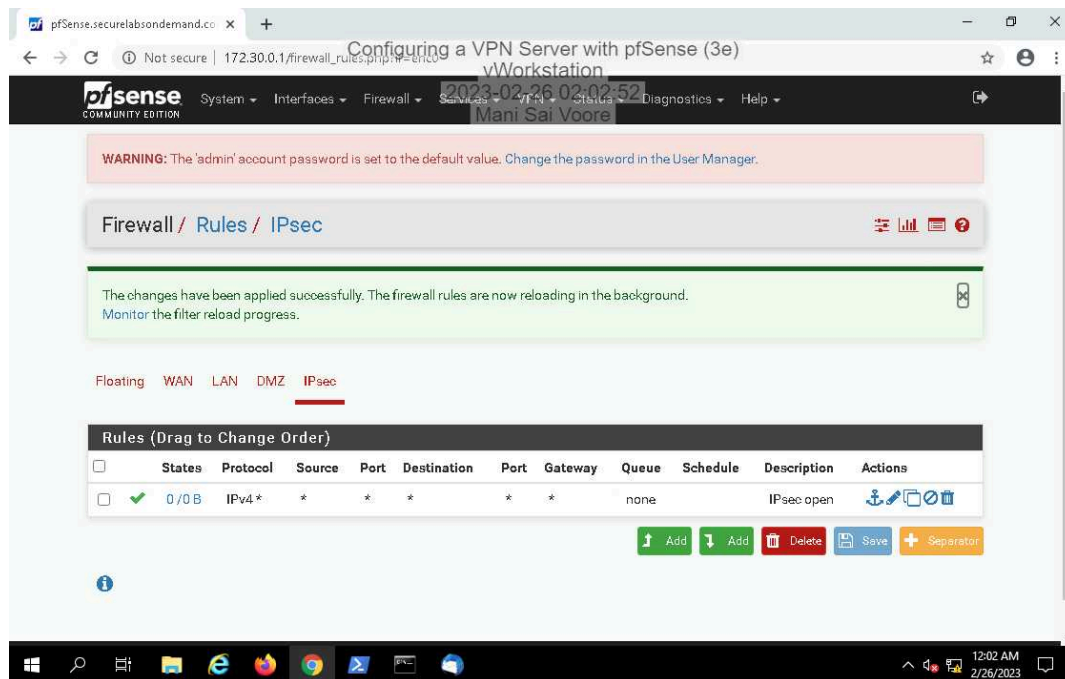 pfSense.securelabsondemand.co
Not secure | 172.30.0.1/firewall_rules.php?if=enc0
Configuring a VPN Server with pfSense (3e)
vWorkstation
2023-02-26 02:02:52
Mani Sai Voore
pfsense
COMMUNITY EDITION
System Interfaces Firewall Services VPN Status Diagnostics Help
WARNING: The 'admin' account password is set to the default value. Change the password in the User Manager.
Firewall / Rules / IPsec
The changes have been applied successfully. The firewall rules are now reloading in the background.
Monitor the filter reload progress.
Floating WAN LAN DMZ IPsec
Rules (Drag to Change Order)
States Protocol Source Port Destination Port Gateway Queue Schedule Description Actions
0 /0 B IPv4 * * * * * * none IPsec open
Add Add Delete Save Separator
12:02 AM
2/26/2023